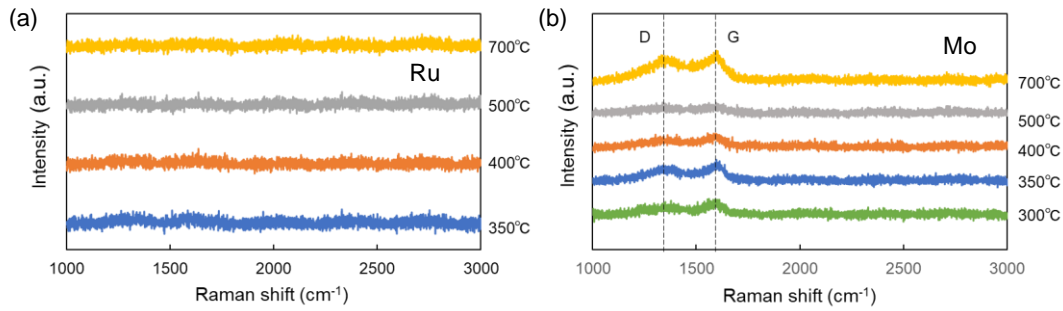 (a)
Intensity (a.u.)
Ru
700°C
500°C
400°C
350°C
1000 1500 2000 2500 3000
Raman shift (cm⁻¹)
(b)
Intensity (a.u.)
D G
Mo
700°C
500°C
400°C
350°C
300°C
1000 1500 2000 2500 3000
Raman shift (cm⁻¹)